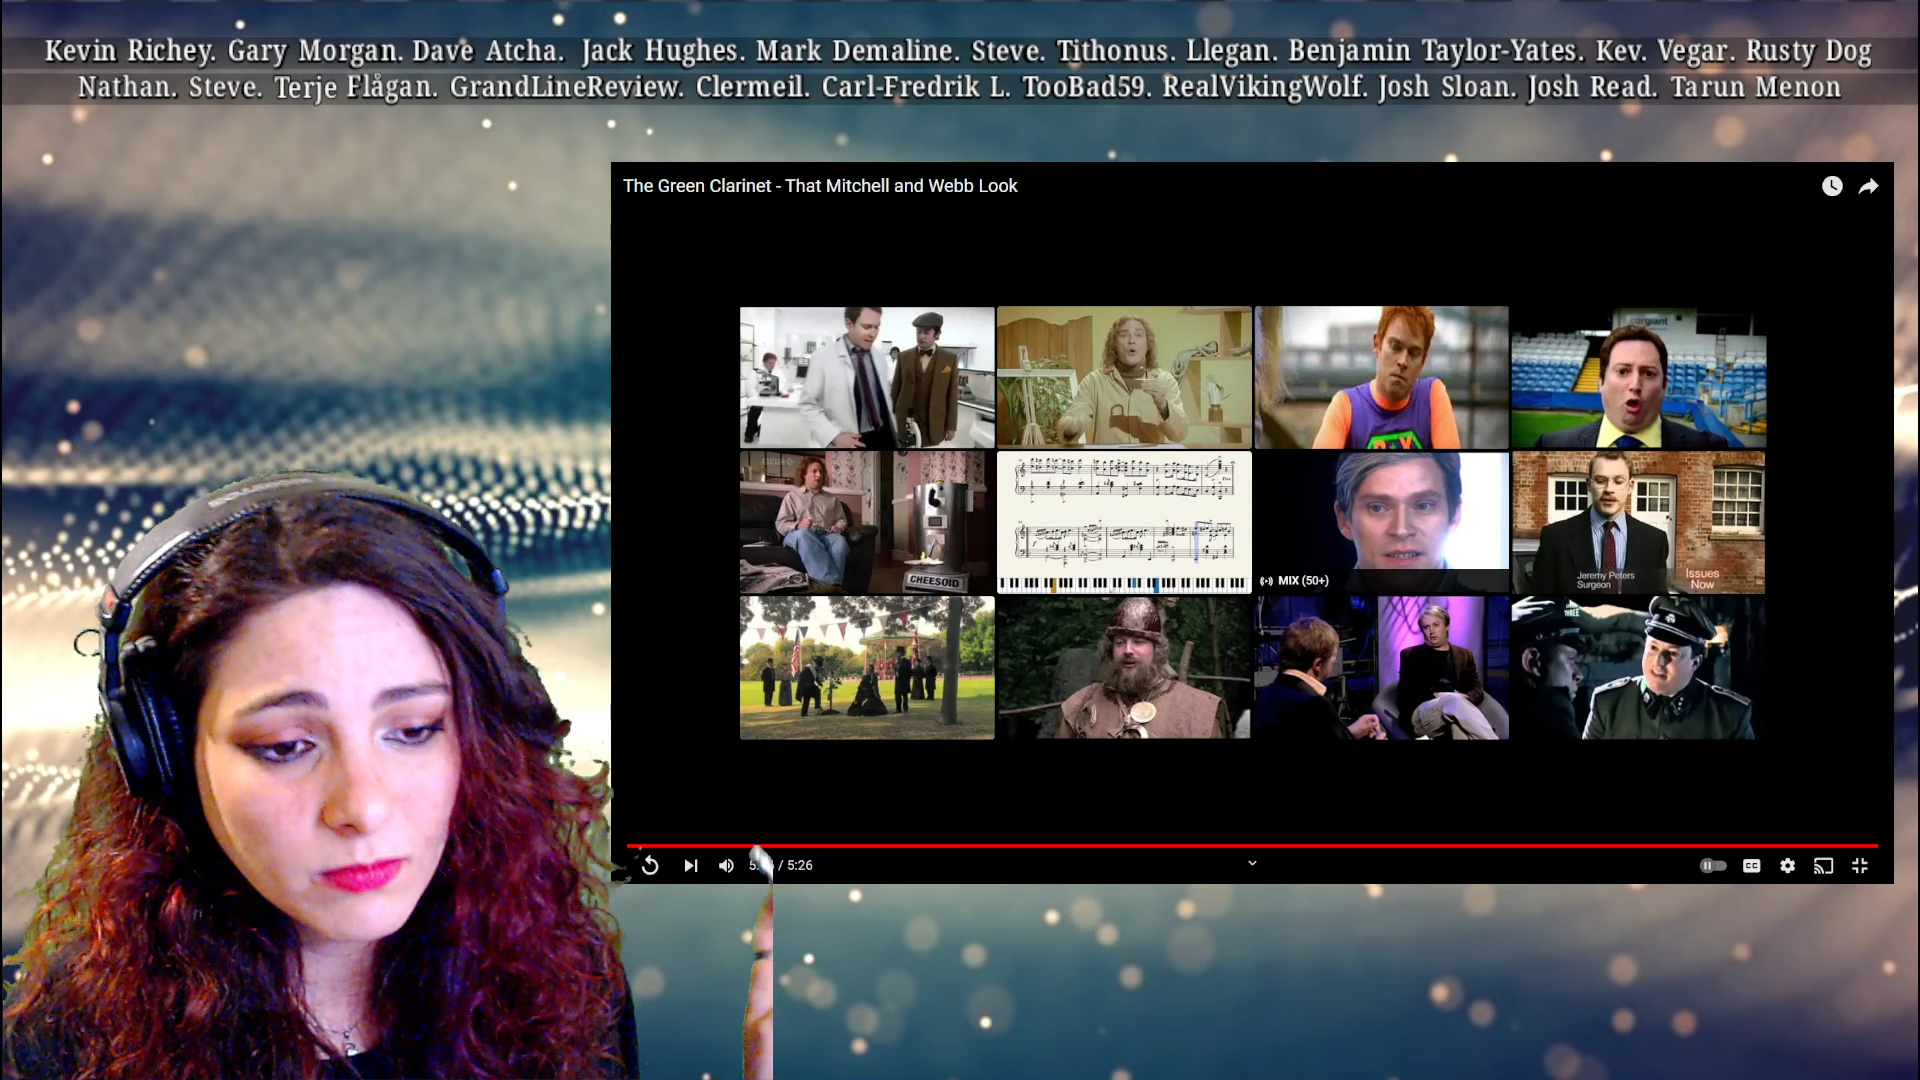 Kevin Richey. Gary Morgan. Dave Atcha. Jack Hughes. Mark Demaline. Steve. Tithonus. Llegan. Benjamin Taylor-Yates. Kev. Vegar. Rusty Dog
Nathan. Steve. Terje Flågan. GrandLineReview. Clermeil. Carl-Fredrik L. TooBad59. RealVikingWolf. Josh Sloan. Josh Read. Tarun Menon
The Green Clarinet - That Mitchell and Webb Look
CHEESOID
MIX (50+)
Jeremy Peters
Surgeon
Issues
Now
/ 5:26
CC